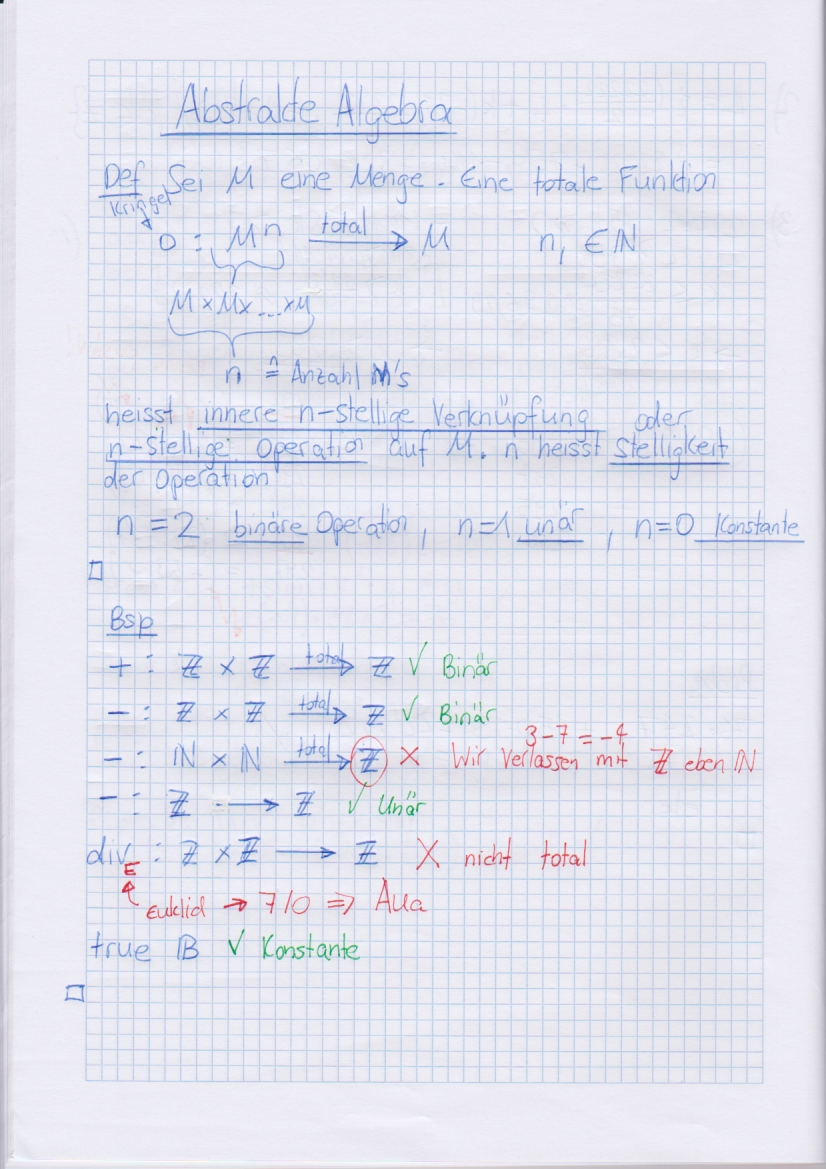 Abstrakte Algebra
Def Sei M eine Menge. Eine totale Funktion
Kringel
o : Mⁿ total→ M n, ∈ ℕ
M × M × ... × M
n ≙ Anzahl M's
heisst innere n-stellige Verknüpfung oder
n-stellige Operation auf M. n heisst Stelligkeit
der Operation
n = 2 binäre Operation, n=1 unär, n=0 Konstante
□
Bsp
+ : ℤ × ℤ total→ ℤ ✓ Binär
- : ℤ × ℤ total→ ℤ ✓ Binär
3-7 = -4
- : ℕ × ℕ total→ ℤ X Wir verlassen mit ℤ eben ℕ
- : ℤ → ℤ ✓ Unär
div_E : ℤ × ℤ → ℤ X nicht total
Euklid → 7/0 => Aua
true 𝔹 ✓ Konstante
□